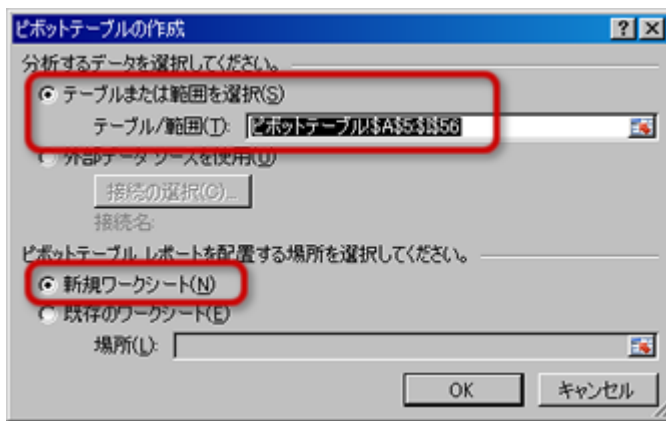 ピボットテーブルの作成
分析するデータを選択してください。
テーブルまたは範囲を選択(S)
テーブル/範囲(T): ピボットテーブル!$A$5:$I$56
外部データ ソースを使用(U)
接続の選択(C)...
接続名:
ピボットテーブル レポートを配置する場所を選択してください。
新規ワークシート(N)
既存のワークシート(E)
場所(L):
OK キャンセル